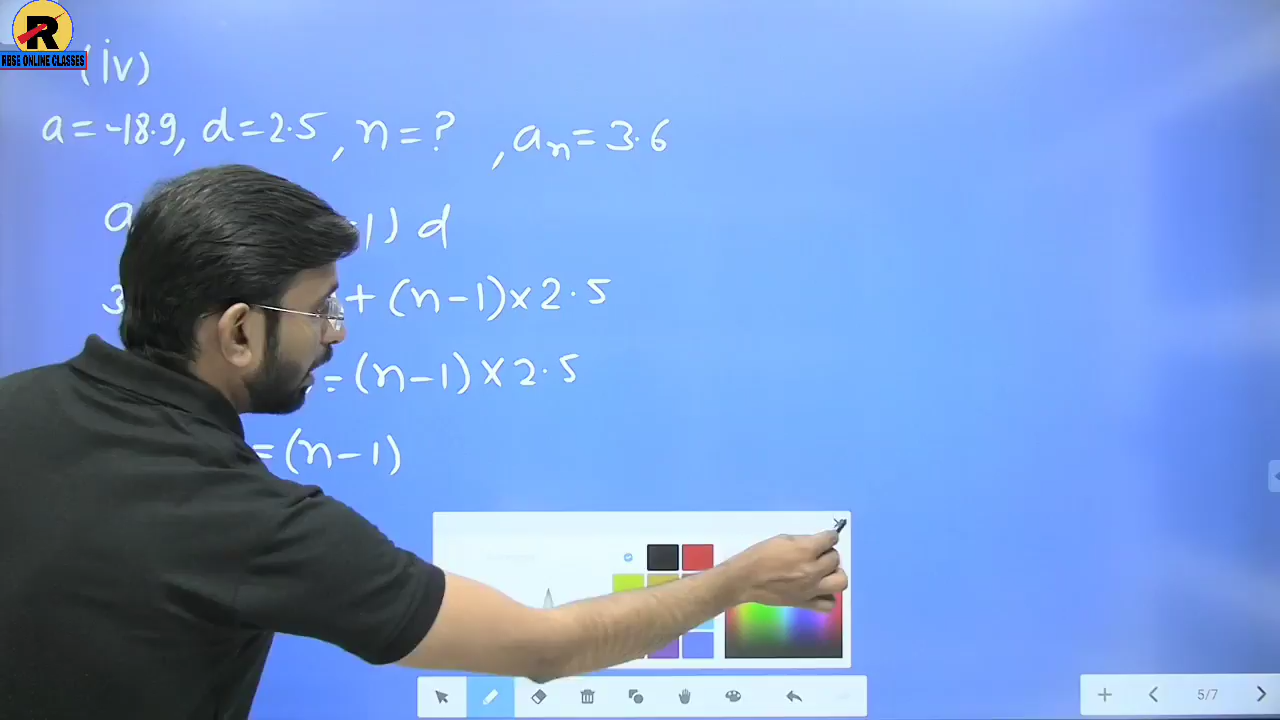 R
RBSE ONLINE CLASSES
(iv)
a = -18.9, d = 2.5, n = ?, aₙ = 3.6
a 1) d
3 + (n-1) × 2.5
= (n-1) × 2.5
= (n-1)
5/7